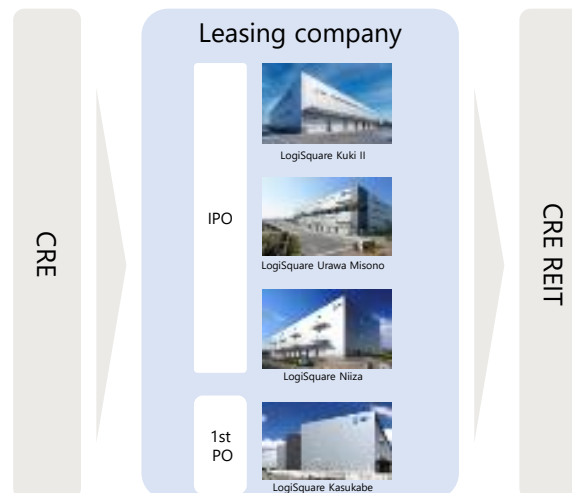 Leasing company
CRE
IPO
LogiSquare Kuki II
LogiSquare Urawa Misono
LogiSquare Niiza
1st
PO
LogiSquare Kasukabe
CRE REIT